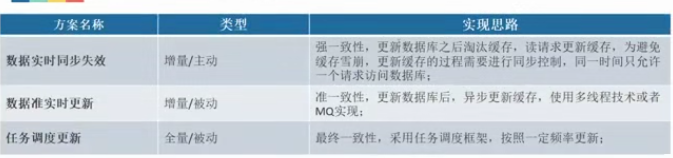 方案名称 类型 实现思路
强一致性，更新数据库之后淘汰缓存，读请求更新缓存，为避免
数据实时同步失效 增量/主动 缓存雪崩，更新缓存的过程需要进行同步控制，同一时间只允许
一个请求访问数据库；
数据准实时更新 增量/被动 准一致性，更新数据库后，异步更新缓存，使用多线程技术或者
MQ实现；
任务调度更新 全量/被动 最终一致性，采用任务调度框架，按照一定频率更新；